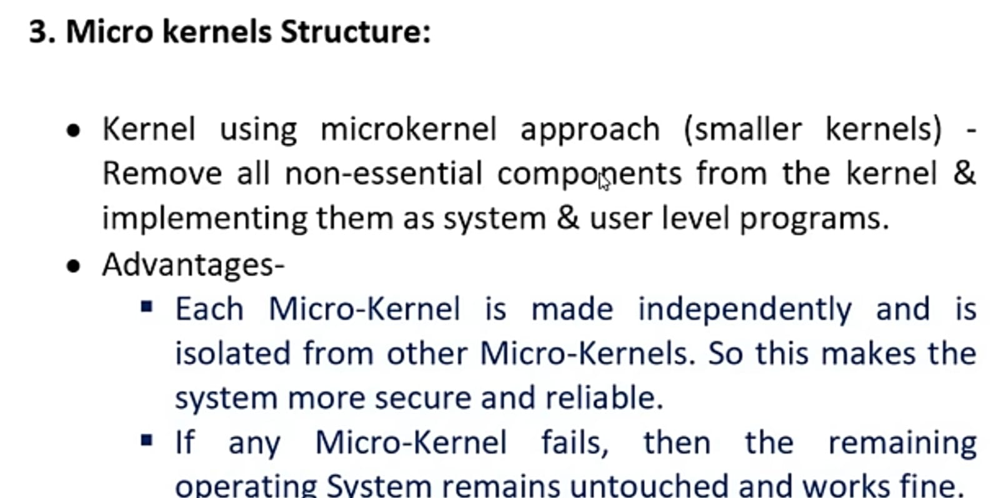 3. Micro kernels Structure:
● Kernel using microkernel approach (smaller kernels) -
Remove all non-essential components from the kernel &
implementing them as system & user level programs.
● Advantages-
▪ Each Micro-Kernel is made independently and is
isolated from other Micro-Kernels. So this makes the
system more secure and reliable.
▪ If any Micro-Kernel fails, then the remaining
operating System remains untouched and works fine.